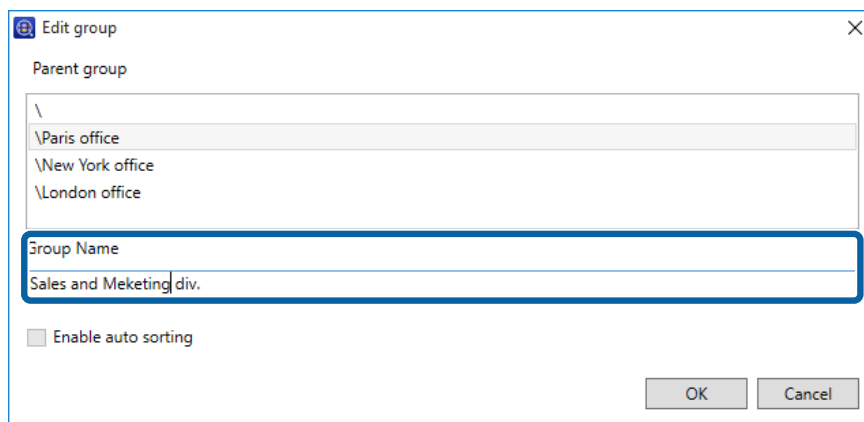 Edit group
Parent group
\
\Paris office
\New York office
\London office
Group Name
Sales and Meketing div.
Enable auto sorting
OK Cancel